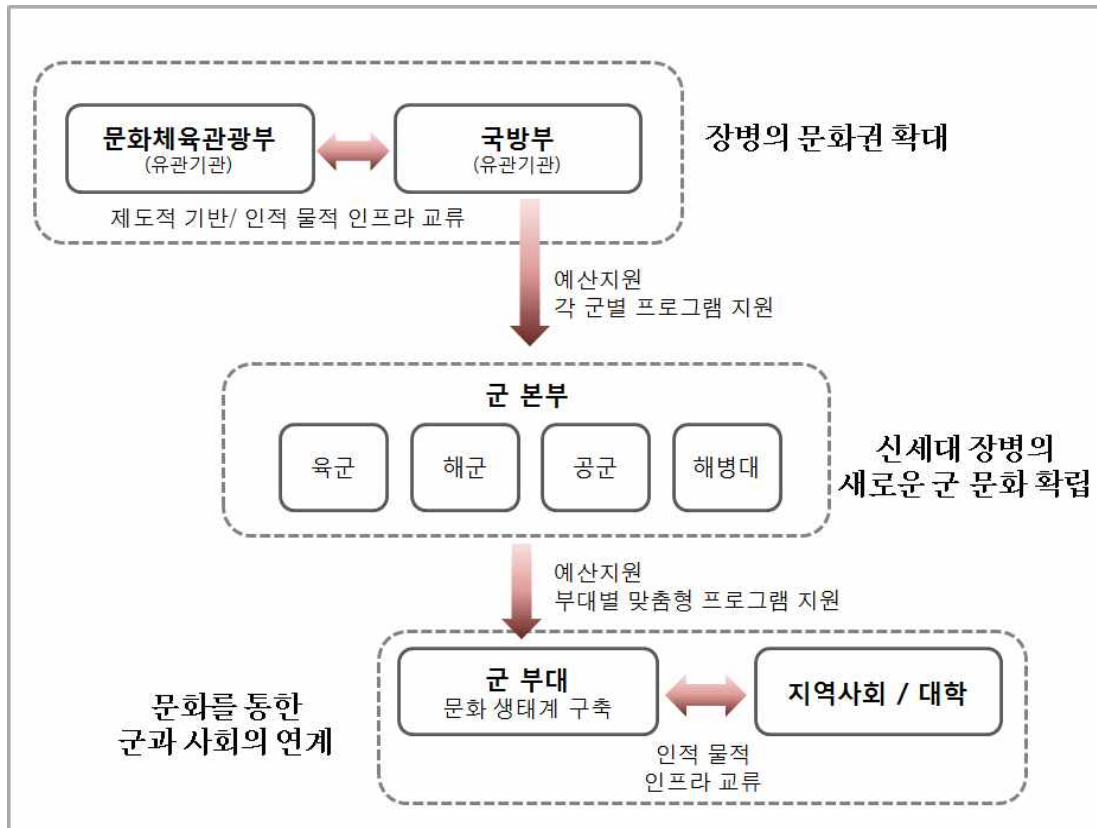 문화체육관광부
(유관기관)
국방부
(유관기관)
제도적 기반/ 인적 물적 인프라 교류
장병의 문화권 확대
예산지원
각 군별 프로그램 지원
군 본부
육군
해군
공군
해병대
신세대 장병의
새로운 군 문화 확립
예산지원
부대별 맞춤형 프로그램 지원
문화를 통한
군과 사회의 연계
군 부대
문화 생태계 구축
지역사회 / 대학
인적 물적
인프라 교류